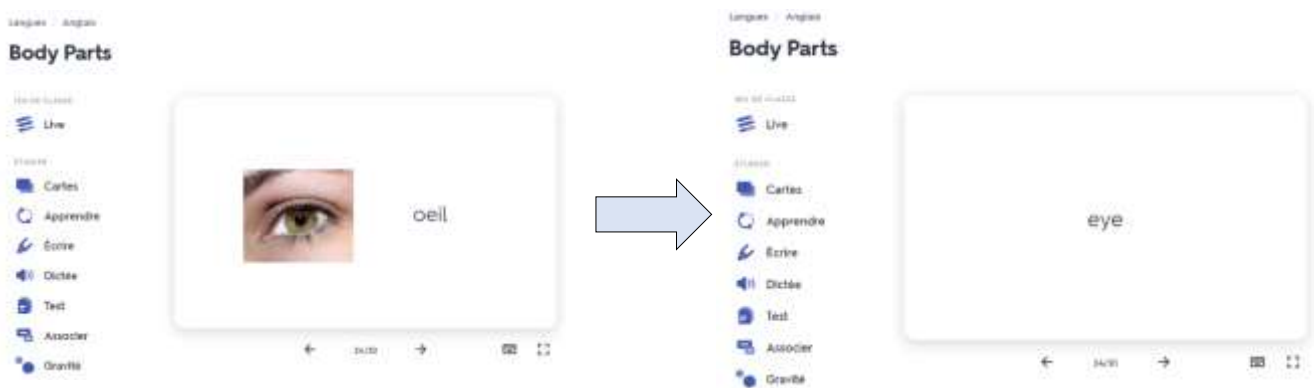 Langues / Anglais
Body Parts
Live
Cartes
Apprendre
Écrire
Dictée
Test
Associer
Gravité
oeil
Langues / Anglais
Body Parts
Live
ÉTUDIER
Cartes
Apprendre
Écrire
Dictée
Test
Associer
Gravité
eye